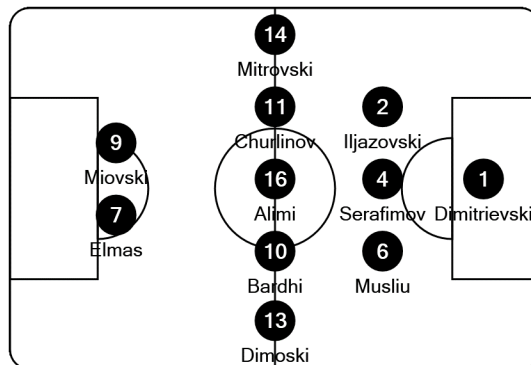 14
Mitrovski
11
Churlinov
2
Iljazovski
9
Miovski
16
Alimi
4
Serafimov
1
Dimitrievski
7
Elmas
10
Bardhi
6
Musliu
13
Dimoski